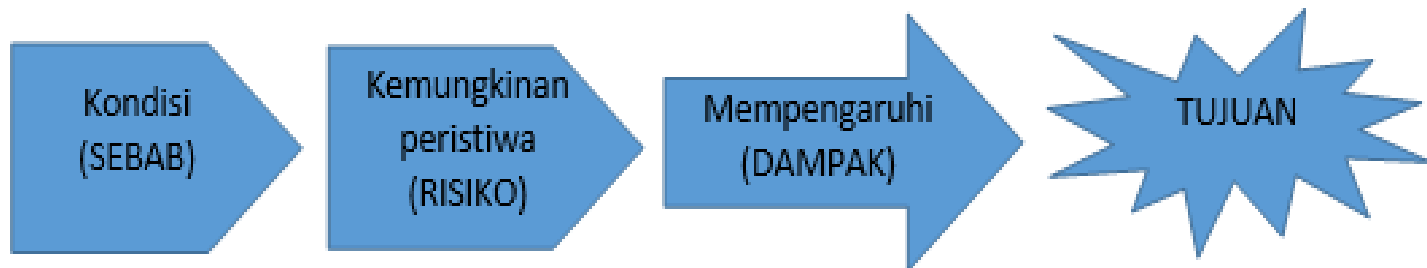 Kondisi
(SEBAB)
Kemungkinan
peristiwa
(RISIKO)
Mempengaruhi
(DAMPAK)
TUJUAN